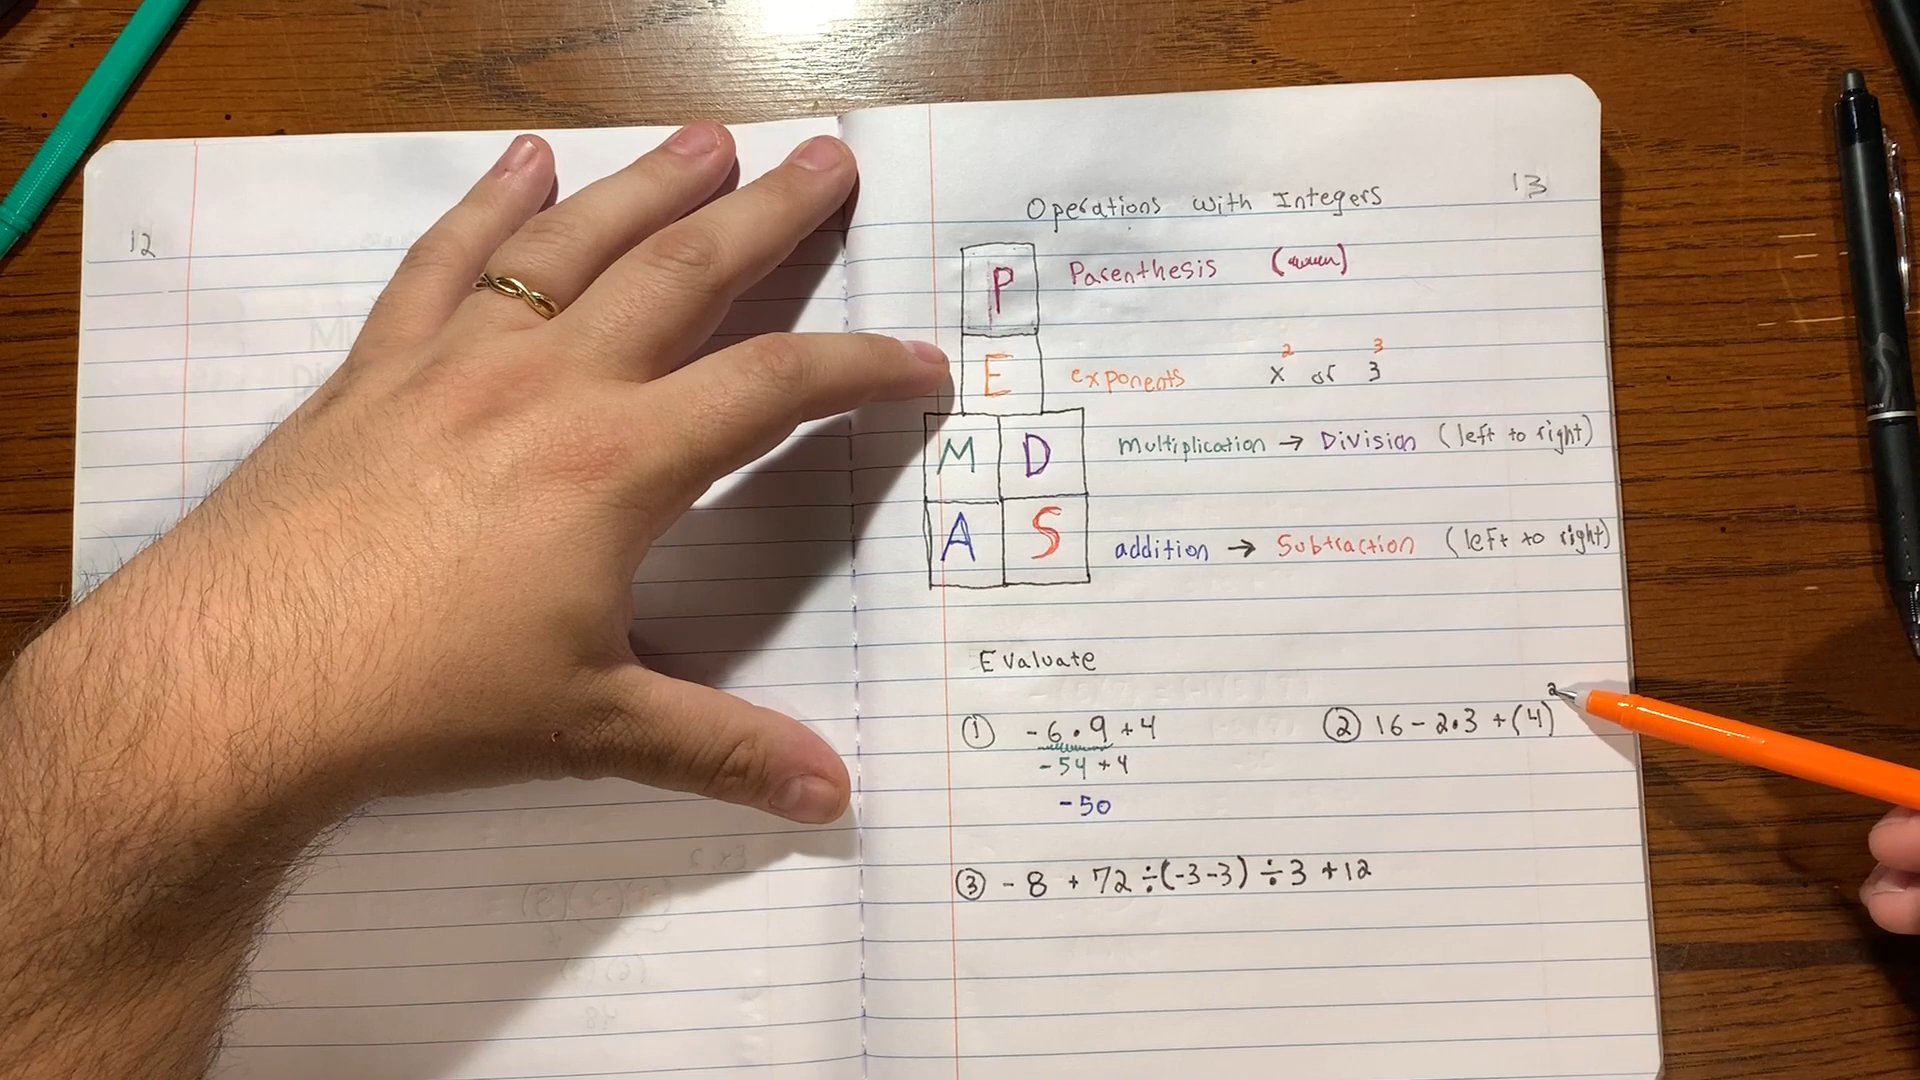 12
13
Operations with Integers
P Parenthesis ( )
E exponents x² or 3³
M D Multiplication → Division (left to right)
A S addition → Subtraction (left to right)
Evaluate
① -6·9+4
-54+4
-50
② 16-2·3+(4)²
③ -8+72÷(-3-3)÷3+12